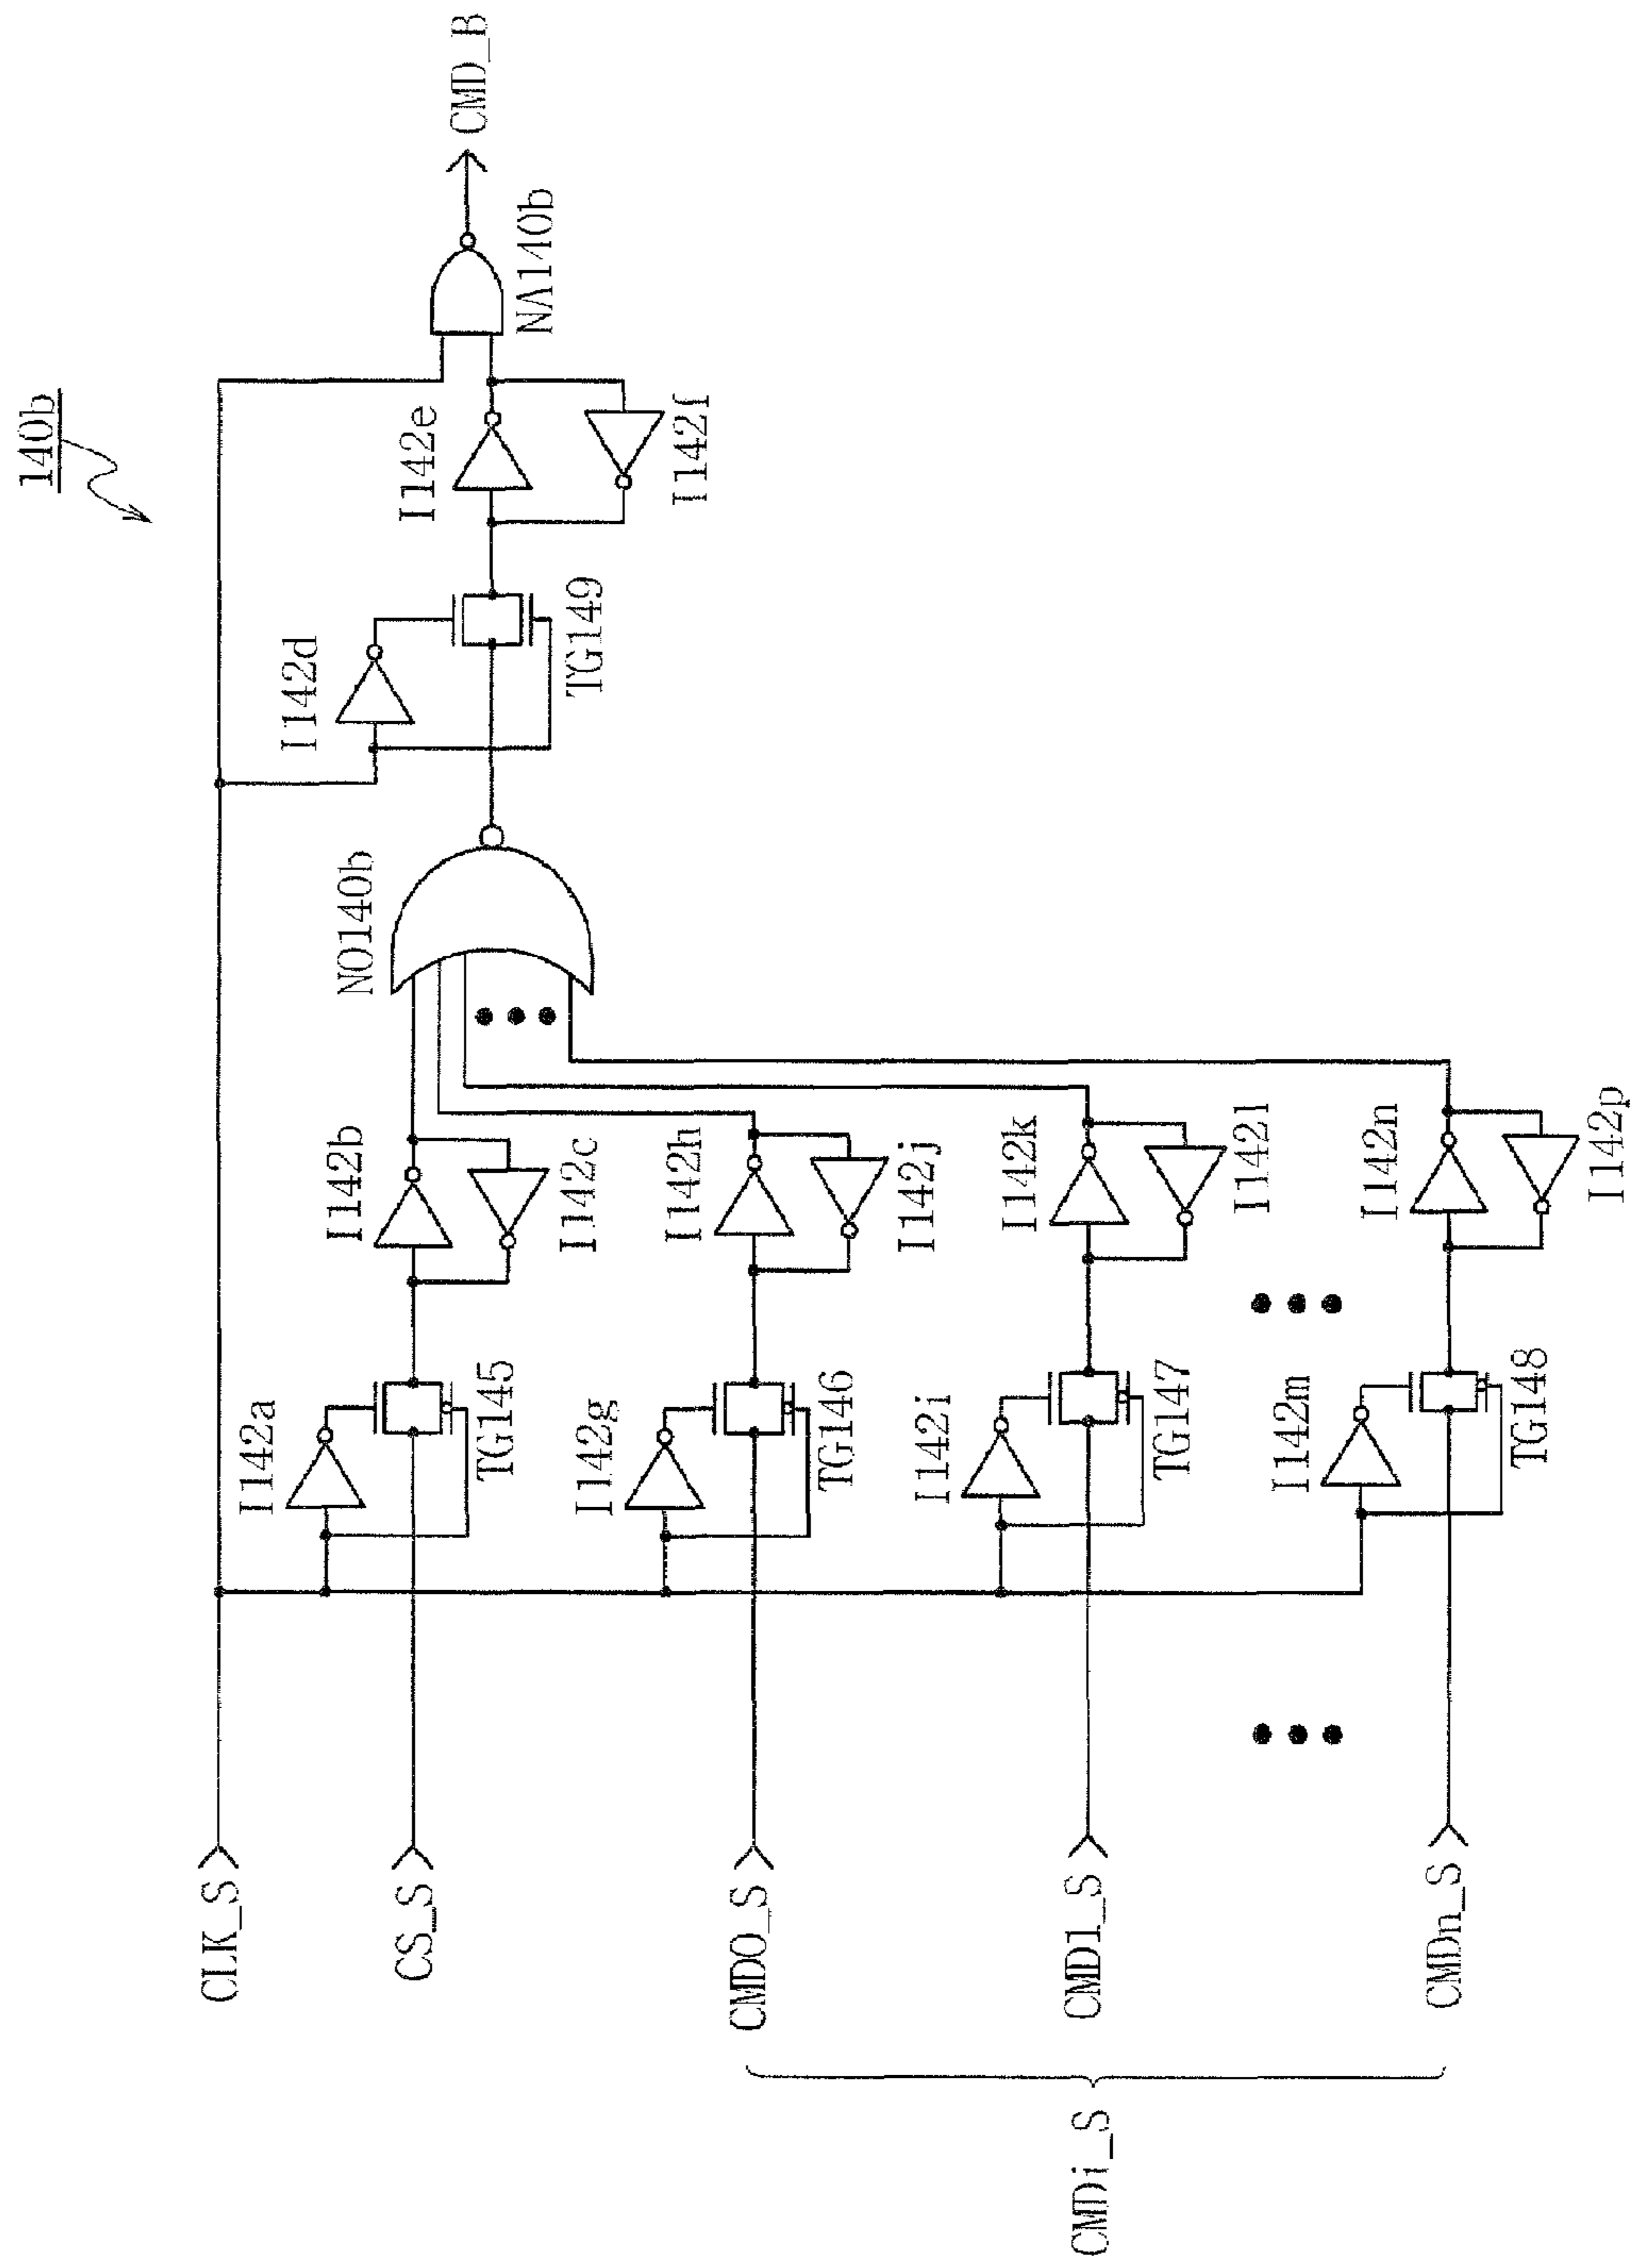 140b
CLK_S
CS_S
CMD0_S
CMD1_S
CMDn_S
CMDi_S
I142a
TG145
I142b
I142c
I142g
TG146
I142h
I142j
I142i
TG147
I142k
I142l
I142m
TG148
I142n
I142p
NO140b
I142d
TG149
I142e
I142f
NA140b
CMD_B